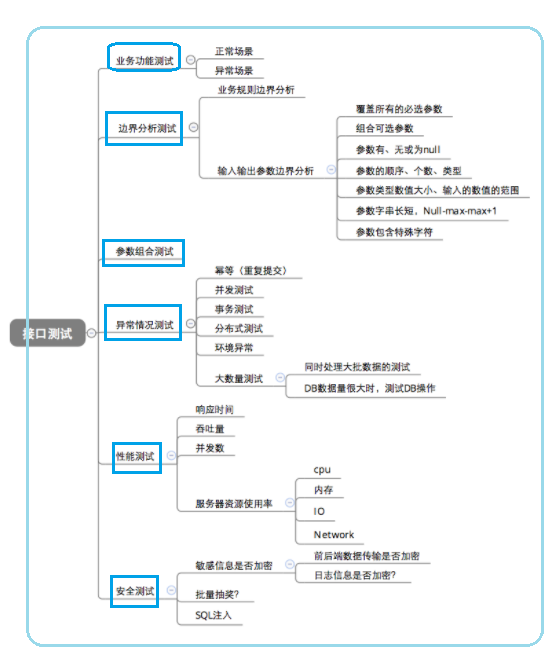 接口测试
业务功能测试
正常场景
异常场景
边界分析测试
业务规则边界分析
输入输出参数边界分析
覆盖所有的必选参数
组合可选参数
参数有、无或为null
参数的顺序、个数、类型
参数类型数值大小、输入的数值的范围
参数字串长短，Null-max-max+1
参数包含特殊字符
参数组合测试
异常情况测试
幂等（重复提交）
并发测试
事务测试
分布式测试
环境异常
大数量测试
同时处理大批数据的测试
DB数据量很大时，测试DB操作
性能测试
响应时间
吞吐量
并发数
服务器资源使用率
cpu
内存
IO
Network
安全测试
敏感信息是否加密
前后端数据传输是否加密
日志信息是否加密?
批量抽奖?
SQL注入